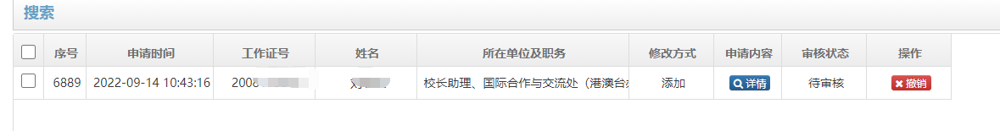 搜索
序号 申请时间 工作证号 姓名 所在单位及职务 修改方式 申请内容 审核状态 操作
6889 2022-09-14 10:43:16 2008 校长助理、国际合作与交流处（港澳台 添加 详情 待审核 撤销